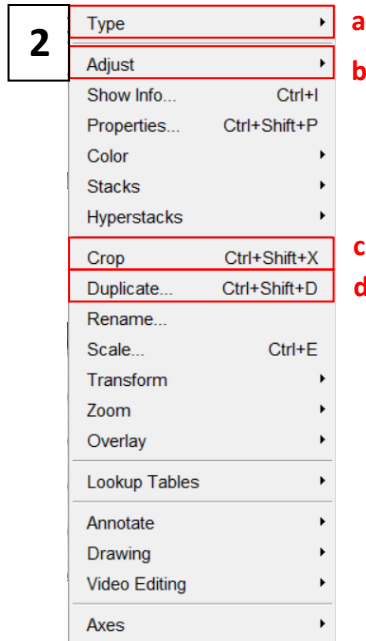 2
Type a
Adjust b
Show Info... Ctrl+I
Properties... Ctrl+Shift+P
Color
Stacks
Hyperstacks
Crop Ctrl+Shift+X c
Duplicate... Ctrl+Shift+D d
Rename...
Scale... Ctrl+E
Transform
Zoom
Overlay
Lookup Tables
Annotate
Drawing
Video Editing
Axes